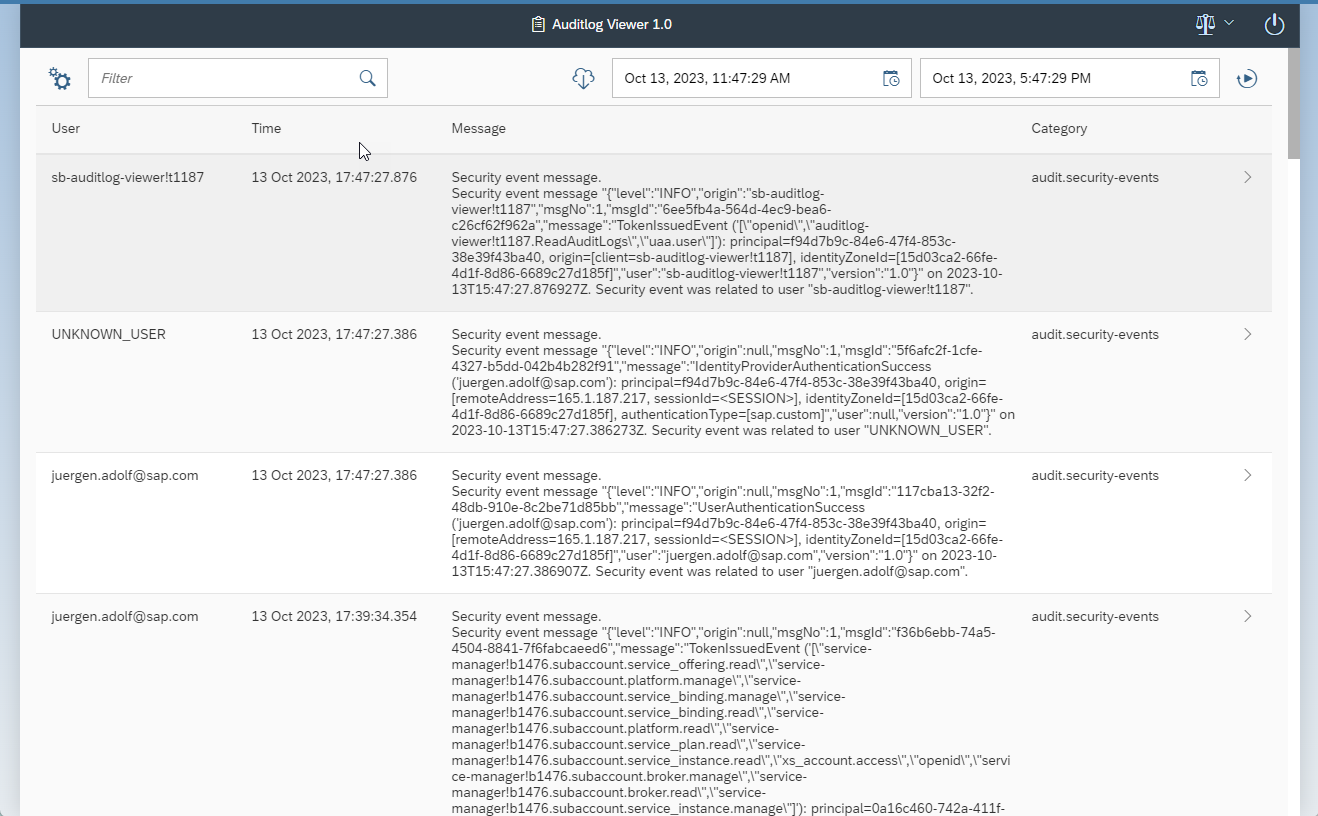 Auditlog Viewer 1.0
Filter
Oct 13, 2023, 11:47:29 AM
Oct 13, 2023, 5:47:29 PM
User Time Message Category
sb-auditlog-viewer!t1187 13 Oct 2023, 17:47:27.876 Security event message. audit.security-events
Security event message "{"level":"INFO","origin":"sb-auditlog-
viewer!t1187","msgNo":1,"msgId":"6ee5fb4a-564d-4ec9-bea6-
c26cf62f962a","message":"TokenIssuedEvent ('[\"openid\",\"auditlog-
viewer!t1187.ReadAuditLogs\",\"uaa.user\"]'): principal=f94d7b9c-84e6-47f4-853c-
38e39f43ba40, origin=[client=sb-auditlog-viewer!t1187], identityZoneId=[15d03ca2-66fe-
4d1f-8d86-6689c27d185f]","user":"sb-auditlog-viewer!t1187","version":"1.0"}" on 2023-10-
13T15:47:27.876927Z. Security event was related to user "sb-auditlog-viewer!t1187".
UNKNOWN_USER 13 Oct 2023, 17:47:27.386 Security event message. audit.security-events
Security event message "{"level":"INFO","origin":null,"msgNo":1,"msgId":"5f6afc2f-1cfe-
4327-b5dd-042b4b282f91","message":"IdentityProviderAuthenticationSuccess
('juergen.adolf@sap.com'): principal=f94d7b9c-84e6-47f4-853c-38e39f43ba40, origin=
[remoteAddress=165.1.187.217, sessionId=<SESSION>], identityZoneId=[15d03ca2-66fe-
4d1f-8d86-6689c27d185f], authenticationType=[sap.custom]","user":null,"version":"1.0"}" on
2023-10-13T15:47:27.386273Z. Security event was related to user "UNKNOWN_USER".
juergen.adolf@sap.com 13 Oct 2023, 17:47:27.386 Security event message. audit.security-events
Security event message "{"level":"INFO","origin":null,"msgNo":1,"msgId":"117cba13-32f2-
48db-910e-8c2be71d85bb","message":"UserAuthenticationSuccess
('juergen.adolf@sap.com'): principal=f94d7b9c-84e6-47f4-853c-38e39f43ba40, origin=
[remoteAddress=165.1.187.217, sessionId=<SESSION>], identityZoneId=[15d03ca2-66fe-
4d1f-8d86-6689c27d185f]","user":"juergen.adolf@sap.com","version":"1.0"}" on 2023-10-
13T15:47:27.386907Z. Security event was related to user "juergen.adolf@sap.com".
juergen.adolf@sap.com 13 Oct 2023, 17:39:34.354 Security event message. audit.security-events
Security event message "{"level":"INFO","origin":null,"msgNo":1,"msgId":"f36b6ebb-74a5-
4504-8841-7f6fabcaeed6","message":"TokenIssuedEvent ('[\"service-
manager!b1476.subaccount.service_offering.read\",\"service-
manager!b1476.subaccount.platform.manage\",\"service-
manager!b1476.subaccount.service_binding.manage\",\"service-
manager!b1476.subaccount.service_binding.read\",\"service-
manager!b1476.subaccount.platform.read\",\"service-
manager!b1476.subaccount.service_plan.read\",\"service-
manager!b1476.subaccount.service_instance.read\",\"xs_account.access\",\"openid\",\"servi
ce-manager!b1476.subaccount.broker.manage\",\"service-
manager!b1476.subaccount.broker.read\",\"service-
manager!b1476.subaccount.service_instance.manage\"]'): principal=0a16c460-742a-411f-